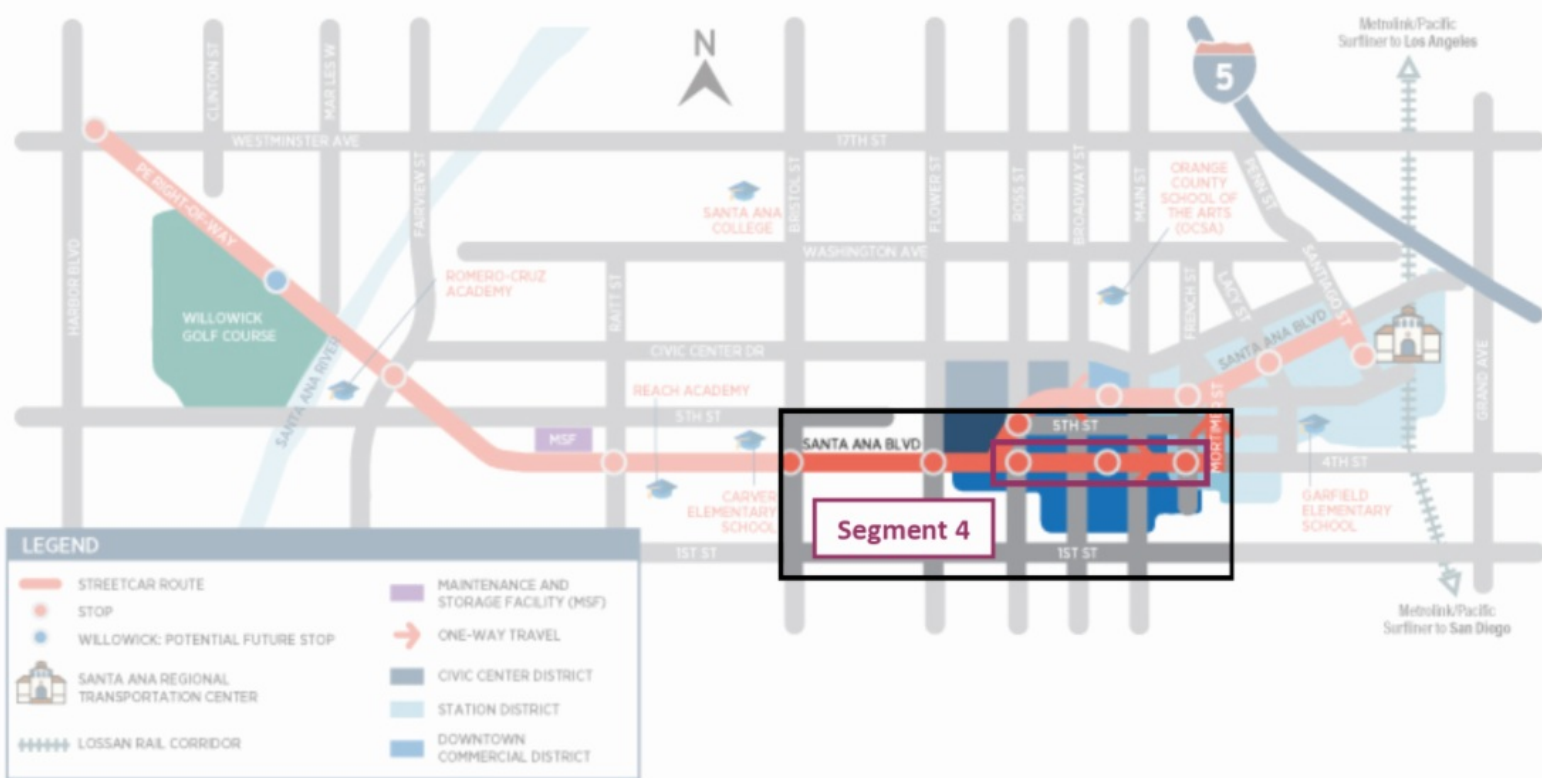 Metrolink/Pacific
Surfliner to Los Angeles
N
5
CLINTON ST
MAR LES W
WESTMINSTER AVE
17TH ST
PE RIGHT-OF-WAY
FAIRVIEW ST
SANTA ANA
COLLEGE
BRISTOL ST
FLOWER ST
ROSS ST
BROADWAY ST
MAIN ST
ORANGE
COUNTY
SCHOOL OF
THE ARTS
(OCSA)
PENN ST
WASHINGTON AVE
HARBOR BLVD
ROMERO-CRUZ
ACADEMY
RAITT ST
FRENCH ST
LACY ST
SANTIAGO ST
WILLOWICK
GOLF COURSE
SANTA ANA RIVER
CIVIC CENTER DR
SANTA ANA BLVD
GRAND AVE
REACH ACADEMY
5TH ST
5TH ST
MORTIMER ST
MSF
SANTA ANA BLVD
4TH ST
CARVER
ELEMENTARY
SCHOOL
GARFIELD
ELEMENTARY
SCHOOL
Segment 4
1ST ST
1ST ST
Metrolink/Pacific
Surfliner to San Diego
LEGEND
STREETCAR ROUTE
STOP
WILLOWICK: POTENTIAL FUTURE STOP
SANTA ANA REGIONAL
TRANSPORTATION CENTER
LOSSAN RAIL CORRIDOR
MAINTENANCE AND
STORAGE FACILITY (MSF)
ONE-WAY TRAVEL
CIVIC CENTER DISTRICT
STATION DISTRICT
DOWNTOWN
COMMERCIAL DISTRICT